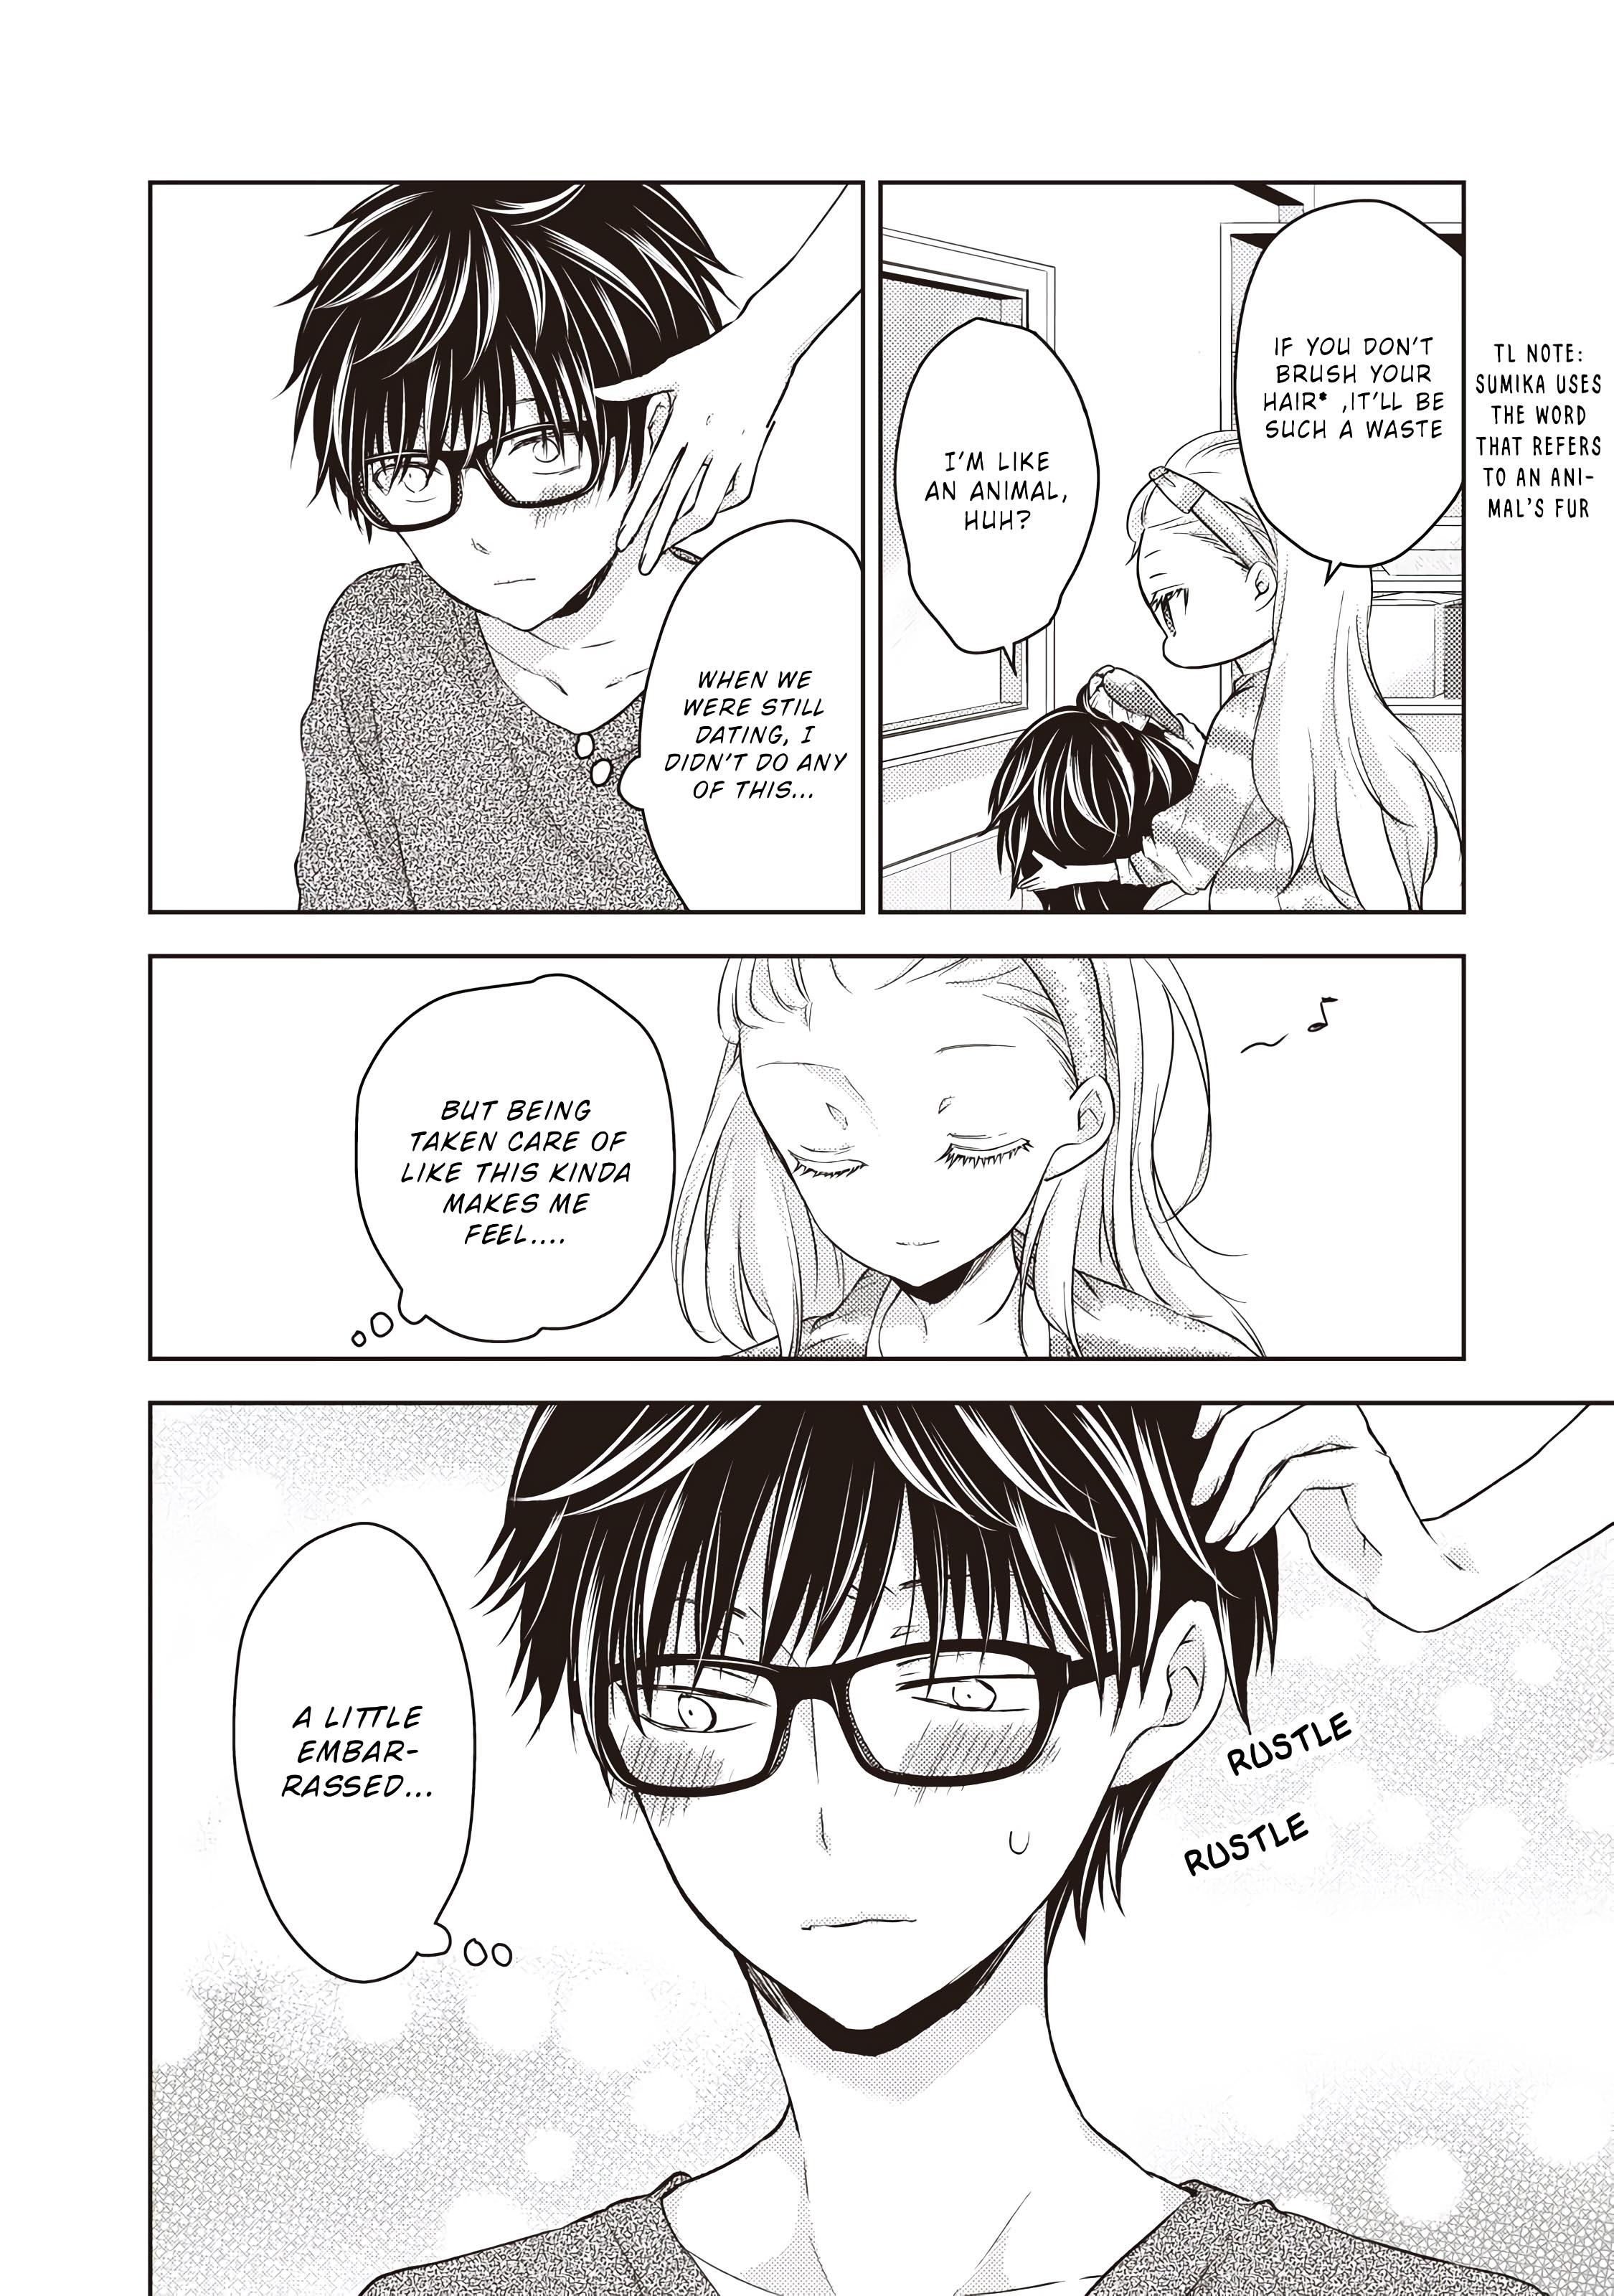 IF YOU DON'T
BRUSH YOUR
HAIR* ,IT'LL BE
SUCH A WASTE
TL NOTE:
SUMIKA USES
THE WORD
THAT REFERS
TO AN ANI-
MAL'S FUR
I'M LIKE
AN ANIMAL,
HUH?
WHEN WE
WERE STILL
DATING, I
DIDN'T DO ANY
OF THIS...
BUT BEING
TAKEN CARE OF
LIKE THIS KINDA
MAKES ME
FEEL....
A LITTLE
EMBAR-
RASSED...
RUSTLE
RUSTLE